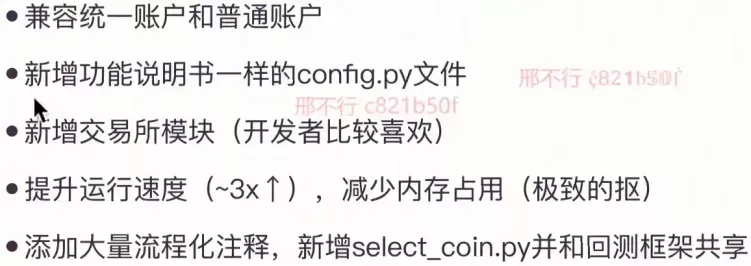 • 兼容统一账户和普通账户
• 新增功能说明书一样的config.py文件
邢不行 c821b50f
邢不行 c821b50f
• 新增交易所模块（开发者比较喜欢）
• 提升运行速度（~3x↑），减少内存占用（极致的抠）
• 添加大量流程化注释，新增select_coin.py并和回测框架共享